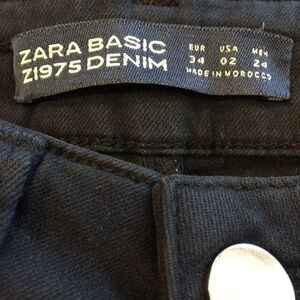 ZARA BASIC
Z1975 DENIM
EUR USA MEX
34 02 24
MADE IN MOROCCO